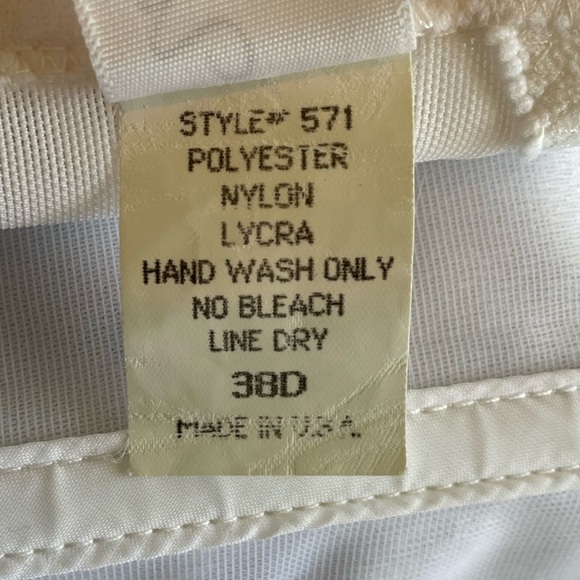 STYLE# 571
POLYESTER
NYLON
LYCRA
HAND WASH ONLY
NO BLEACH
LINE DRY
38D
MADE IN U.S.A.